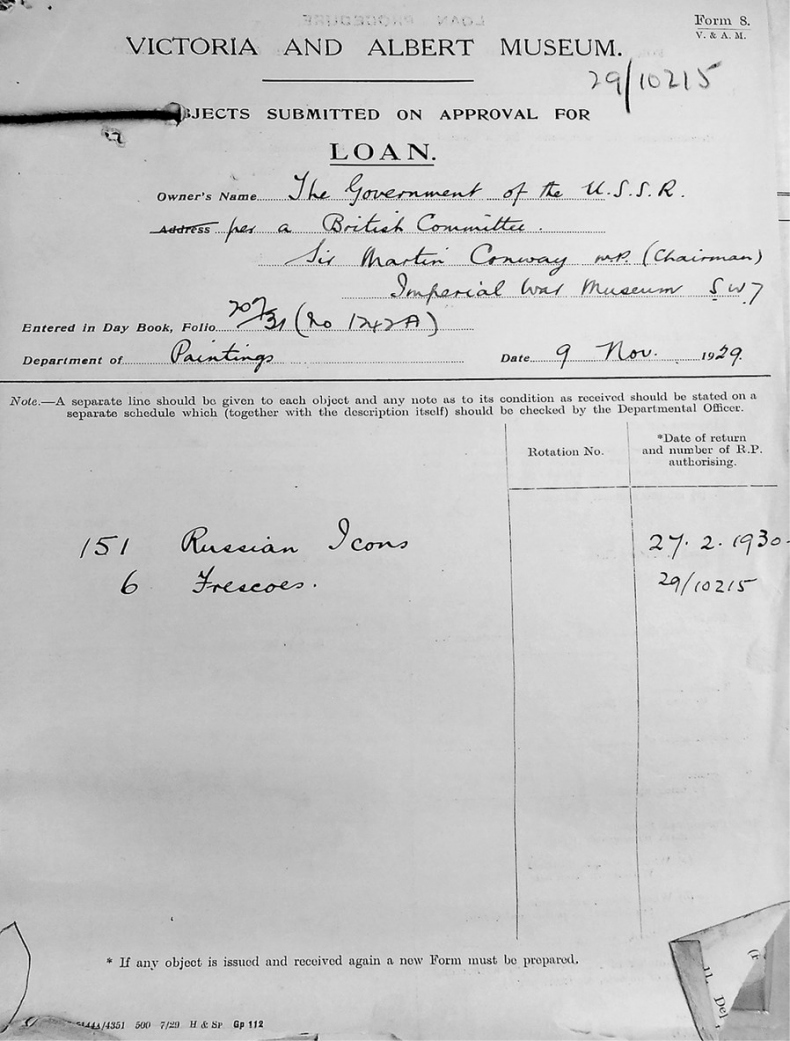 LOAN PROCEDURE
Form 8.
V. & A. M.
VICTORIA AND ALBERT MUSEUM.
29/10215
BJECTS SUBMITTED ON APPROVAL FOR
LOAN.
Owner's Name The Government of the U.S.S.R.
Address per a British Committee.
Sir Martin Conway M.P. (Chairman)
Imperial War Museum SW7
Entered in Day Book, Folio (No 1242A)
Department of Paintings Date 9 Nov. 1929.
Note.—A separate line should be given to each object and any note as to its condition as received should be stated on a
separate schedule which (together with the description itself) should be checked by the Departmental Officer.
Rotation No.
*Date of return
and number of R.P.
authorising.
151 Russian Icons 27.2.1930.
6 Frescoes. 29/10215
* If any object is issued and received again a new Form must be prepared.
/4351 500 7/29 H & SP Gp 112